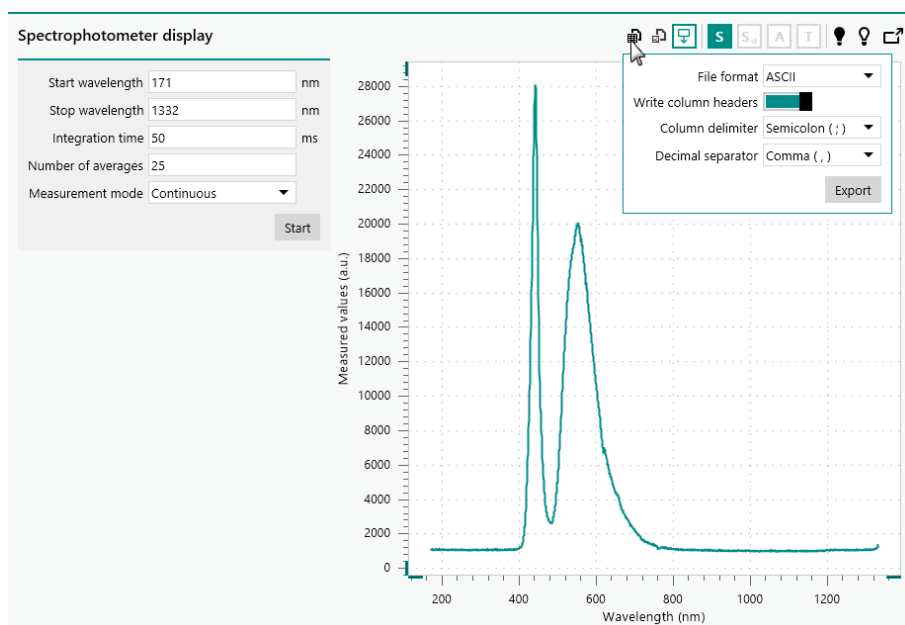 Spectrophotometer display
S S A T
Start wavelength 171 nm
Stop wavelength 1332 nm
Integration time 50 ms
Number of averages 25
Measurement mode Continuous
Start
File format ASCII
Write column headers
Column delimiter Semicolon ( ; )
Decimal separator Comma ( , )
Export
Measured values (a.u.)
28000
26000
24000
22000
20000
18000
16000
14000
12000
10000
8000
6000
4000
2000
0
200 400 600 800 1000 1200
Wavelength (nm)